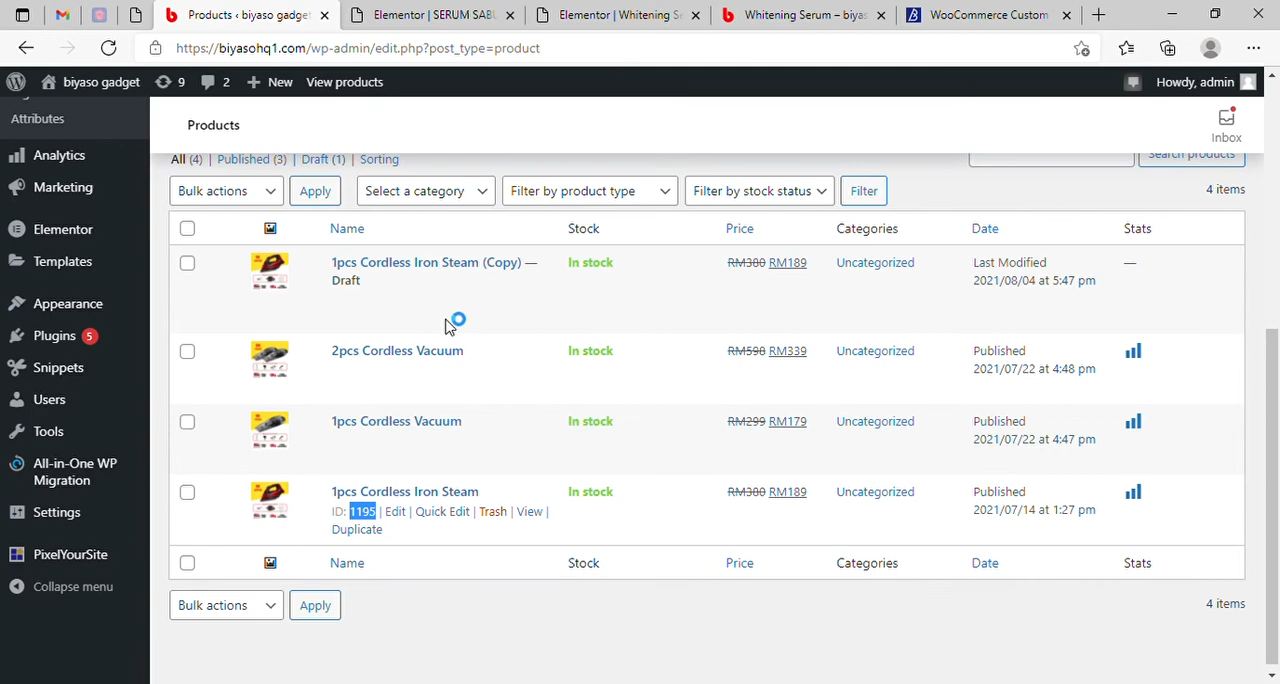 Products ‹ biyaso gadget
Elementor | SERUM SABU
Elementor | Whitening Se
Whitening Serum – biyas
WooCommerce Custom
https://biyasohq1.com/wp-admin/edit.php?post_type=product
biyaso gadget
9
2
New
View products
Howdy, admin
Attributes
Analytics
Marketing
Elementor
Templates
Appearance
Plugins 5
Snippets
Users
Tools
All-in-One WP
Migration
Settings
PixelYourSite
Collapse menu
Products
Inbox
All (4) | Published (3) | Draft (1) | Sorting
Search products
Bulk actions
Apply
Select a category
Filter by product type
Filter by stock status
Filter
4 items
Name Stock Price Categories Date Stats
1pcs Cordless Iron Steam (Copy) — In stock RM380 RM189 Uncategorized Last Modified —
Draft 2021/08/04 at 5:47 pm
2pcs Cordless Vacuum In stock RM598 RM339 Uncategorized Published
2021/07/22 at 4:48 pm
1pcs Cordless Vacuum In stock RM299 RM179 Uncategorized Published
2021/07/22 at 4:47 pm
1pcs Cordless Iron Steam In stock RM380 RM189 Uncategorized Published
ID: 1195 | Edit | Quick Edit | Trash | View | 2021/07/14 at 1:27 pm
Duplicate
Name Stock Price Categories Date Stats
Bulk actions
Apply
4 items